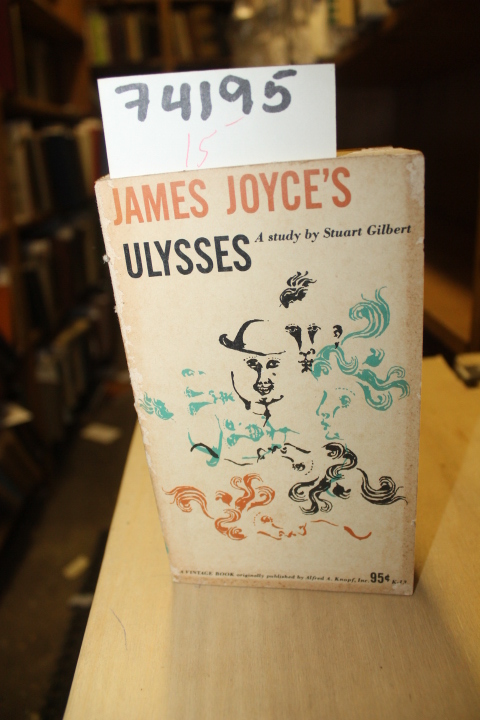 74195
15-
JAMES JOYCE'S
ULYSSES A study by Stuart Gilbert
A VINTAGE BOOK originally published by Alfred A. Knopf, Inc 95¢ K-13